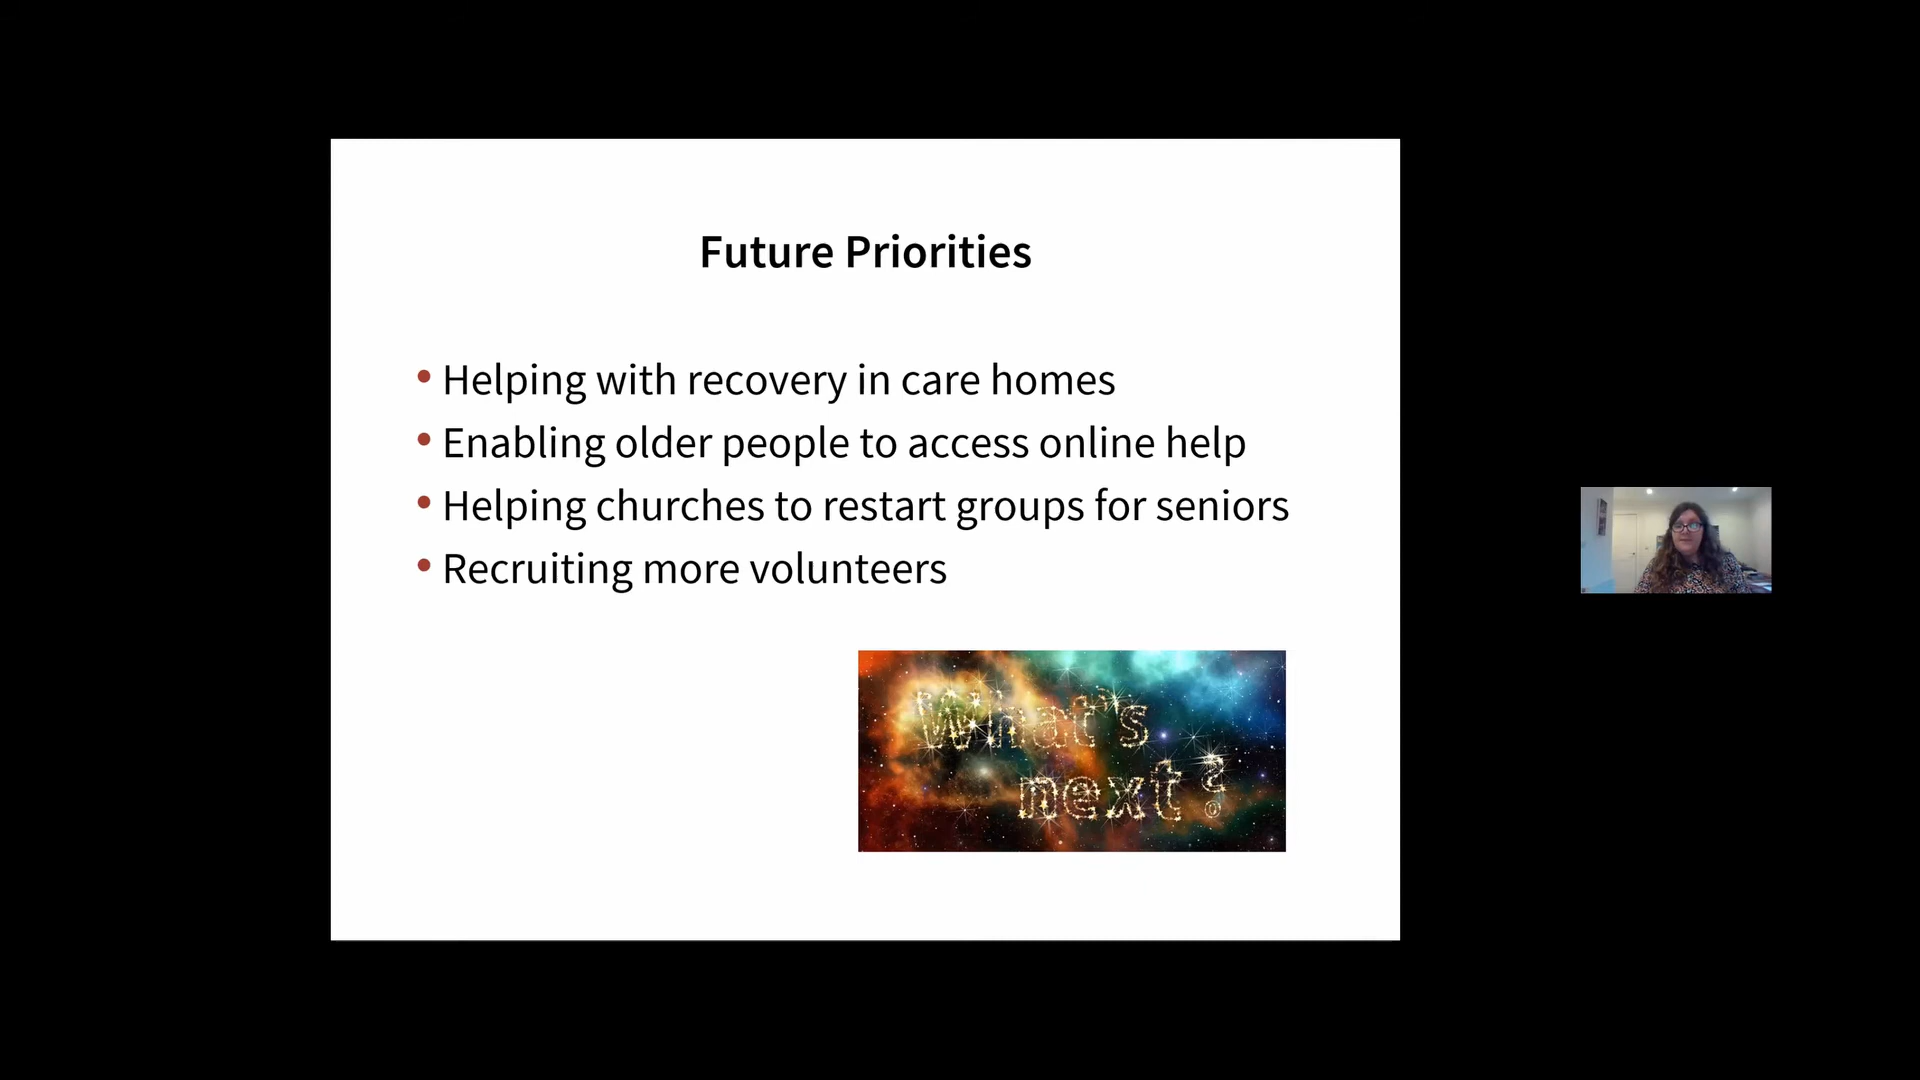 Future Priorities
• Helping with recovery in care homes
• Enabling older people to access online help
• Helping churches to restart groups for seniors
• Recruiting more volunteers
What's
next?